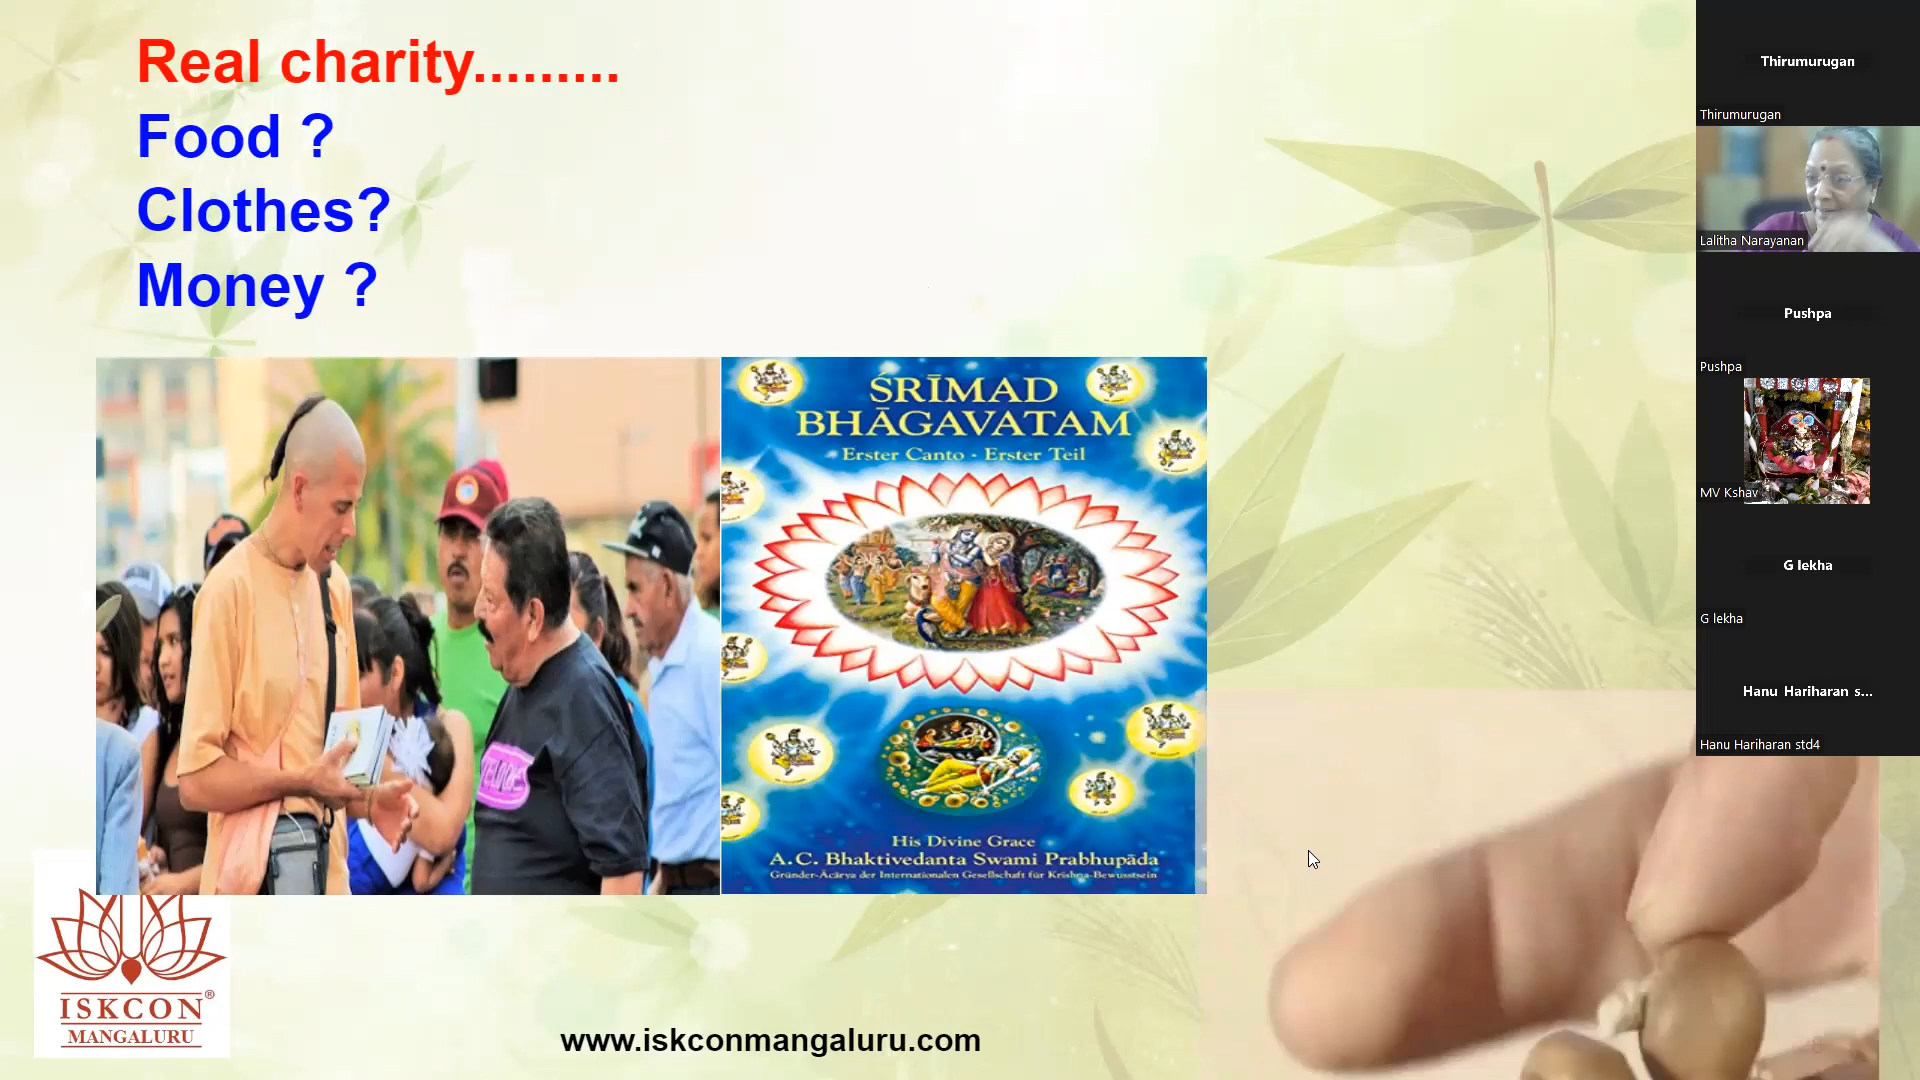 Real charity.........
Food ?
Clothes?
Money ?
ŚRĪMAD
BHĀGAVATAM
Erster Canto - Erster Teil
His Divine Grace
A.C. Bhaktivedanta Swami Prabhupāda
Gründer-Ācārya der Internationalen Gesellschaft für Krishna-Bewusstsein
ISKCON®
MANGALURU
www.iskconmangaluru.com
Thirumurugan
Thirumurugan
Lalitha Narayanan
Pushpa
Pushpa
MV Kshav
G lekha
G lekha
Hanu Hariharan s...
Hanu Hariharan std4